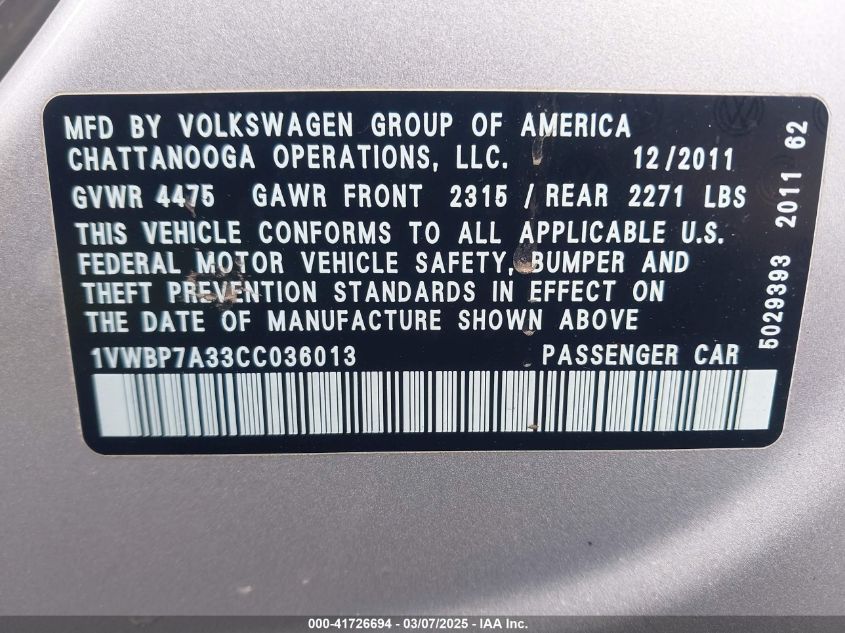 MFD BY VOLKSWAGEN GROUP OF AMERICA
CHATTANOOGA OPERATIONS, LLC. 12/2011
GVWR 4475 GAWR FRONT 2315 / REAR 2271 LBS
THIS VEHICLE CONFORMS TO ALL APPLICABLE U.S.
FEDERAL MOTOR VEHICLE SAFETY, BUMPER AND
THEFT PREVENTION STANDARDS IN EFFECT ON
THE DATE OF MANUFACTURE SHOWN ABOVE
1VWBP7A33CC036013 PASSENGER CAR
5029393 2011 62
000-41726694 — 03/07/2025 — IAA Inc.